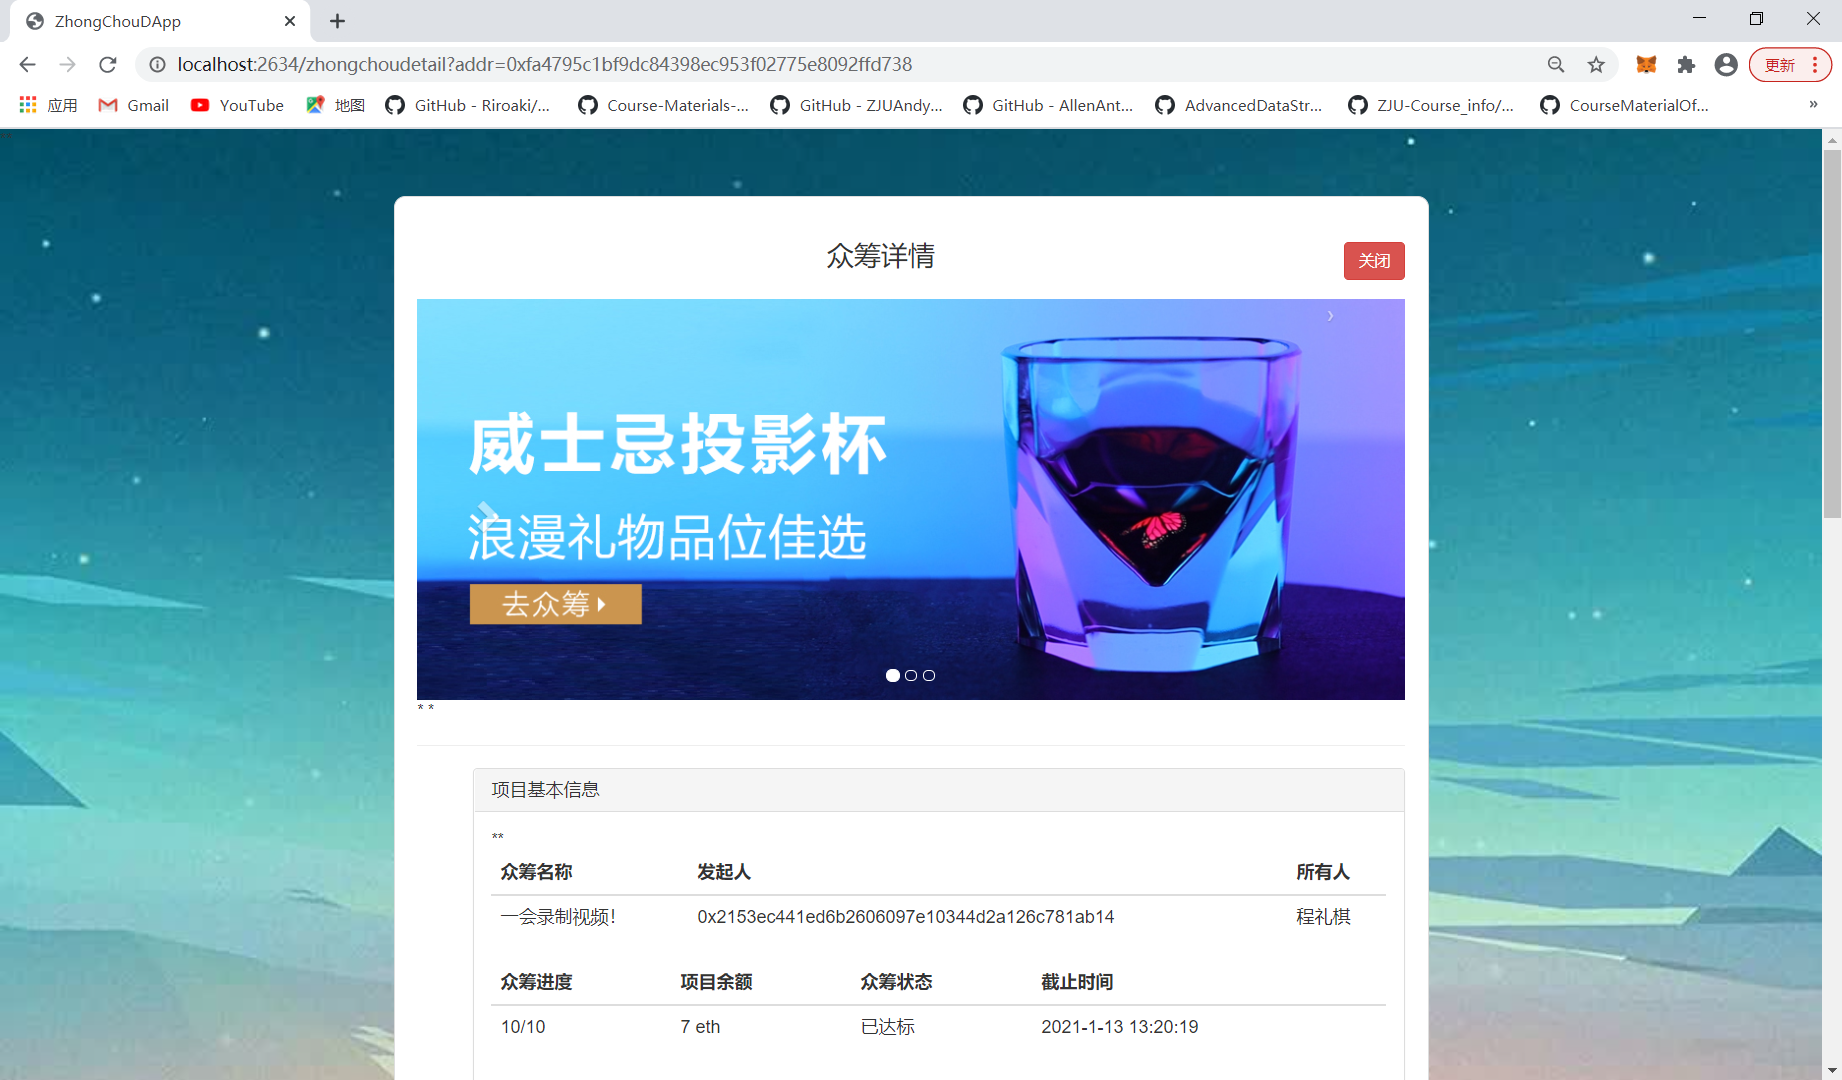 ZhongChouDApp
localhost:2634/zhongchoudetail?addr=0xfa4795c1bf9dc84398ec953f02775e8092ffd738
更新
应用 Gmail YouTube 地图 GitHub - Riroaki/... Course-Materials-... GitHub - ZJUAndy... GitHub - AllenAnt... AdvancedDataStr... ZJU-Course_info/... CourseMaterialOf... »
众筹详情
关闭
威士忌投影杯
浪漫礼物品位佳选
去众筹
* *
项目基本信息
**
众筹名称 发起人 所有人
一会录制视频! 0x2153ec441ed6b2606097e10344d2a126c781ab14 程礼棋
众筹进度 项目余额 众筹状态 截止时间
10/10 7 eth 已达标 2021-1-13 13:20:19